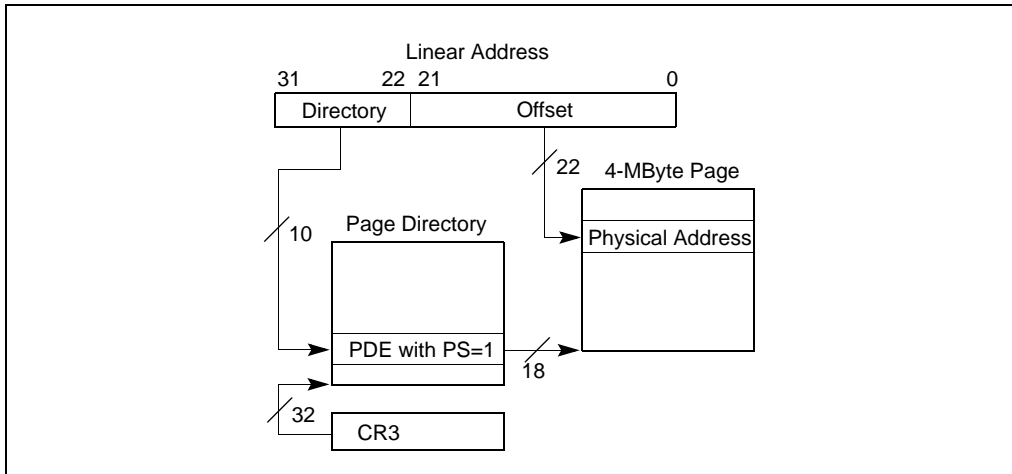 Linear Address
31 22 21 0
Directory Offset
22
4-MByte Page
10
Page Directory
Physical Address
PDE with PS=1
18
32
CR3